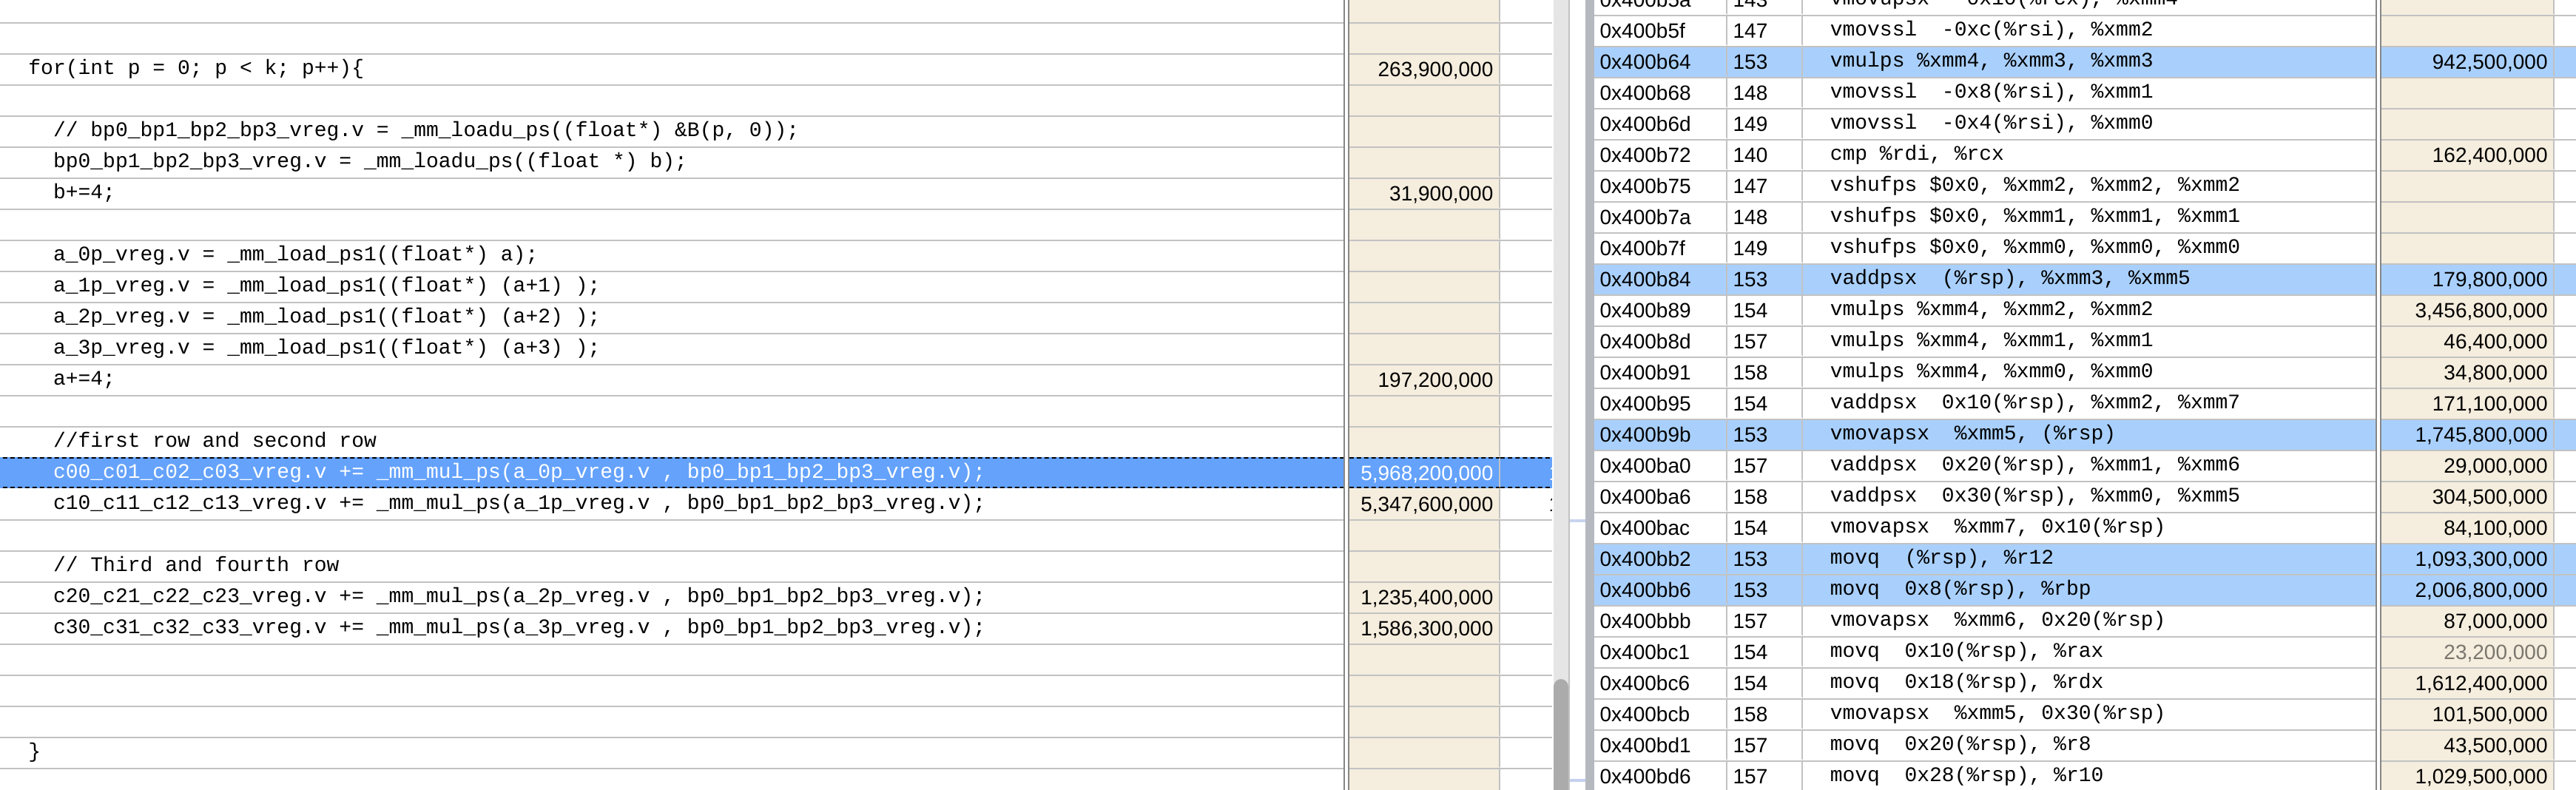 for(int p = 0; p < k; p++){ 263,900,000
// bp0_bp1_bp2_bp3_vreg.v = _mm_loadu_ps((float*) &B(p, 0));
bp0_bp1_bp2_bp3_vreg.v = _mm_loadu_ps((float *) b);
b+=4; 31,900,000
a_0p_vreg.v = _mm_load_ps1((float*) a);
a_1p_vreg.v = _mm_load_ps1((float*) (a+1) );
a_2p_vreg.v = _mm_load_ps1((float*) (a+2) );
a_3p_vreg.v = _mm_load_ps1((float*) (a+3) );
a+=4; 197,200,000
//first row and second row
c00_c01_c02_c03_vreg.v += _mm_mul_ps(a_0p_vreg.v , bp0_bp1_bp2_bp3_vreg.v); 5,968,200,000
c10_c11_c12_c13_vreg.v += _mm_mul_ps(a_1p_vreg.v , bp0_bp1_bp2_bp3_vreg.v); 5,347,600,000
// Third and fourth row
c20_c21_c22_c23_vreg.v += _mm_mul_ps(a_2p_vreg.v , bp0_bp1_bp2_bp3_vreg.v); 1,235,400,000
c30_c31_c32_c33_vreg.v += _mm_mul_ps(a_3p_vreg.v , bp0_bp1_bp2_bp3_vreg.v); 1,586,300,000
}
0x400b5a 143 vmovupsx 0x10(%rcx), %xmm4
0x400b5f 147 vmovssl -0xc(%rsi), %xmm2
0x400b64 153 vmulps %xmm4, %xmm3, %xmm3 942,500,000
0x400b68 148 vmovssl -0x8(%rsi), %xmm1
0x400b6d 149 vmovssl -0x4(%rsi), %xmm0
0x400b72 140 cmp %rdi, %rcx 162,400,000
0x400b75 147 vshufps $0x0, %xmm2, %xmm2, %xmm2
0x400b7a 148 vshufps $0x0, %xmm1, %xmm1, %xmm1
0x400b7f 149 vshufps $0x0, %xmm0, %xmm0, %xmm0
0x400b84 153 vaddpsx (%rsp), %xmm3, %xmm5 179,800,000
0x400b89 154 vmulps %xmm4, %xmm2, %xmm2 3,456,800,000
0x400b8d 157 vmulps %xmm4, %xmm1, %xmm1 46,400,000
0x400b91 158 vmulps %xmm4, %xmm0, %xmm0 34,800,000
0x400b95 154 vaddpsx 0x10(%rsp), %xmm2, %xmm7 171,100,000
0x400b9b 153 vmovapsx %xmm5, (%rsp) 1,745,800,000
0x400ba0 157 vaddpsx 0x20(%rsp), %xmm1, %xmm6 29,000,000
0x400ba6 158 vaddpsx 0x30(%rsp), %xmm0, %xmm5 304,500,000
0x400bac 154 vmovapsx %xmm7, 0x10(%rsp) 84,100,000
0x400bb2 153 movq (%rsp), %r12 1,093,300,000
0x400bb6 153 movq 0x8(%rsp), %rbp 2,006,800,000
0x400bbb 157 vmovapsx %xmm6, 0x20(%rsp) 87,000,000
0x400bc1 154 movq 0x10(%rsp), %rax 23,200,000
0x400bc6 154 movq 0x18(%rsp), %rdx 1,612,400,000
0x400bcb 158 vmovapsx %xmm5, 0x30(%rsp) 101,500,000
0x400bd1 157 movq 0x20(%rsp), %r8 43,500,000
0x400bd6 157 movq 0x28(%rsp), %r10 1,029,500,000